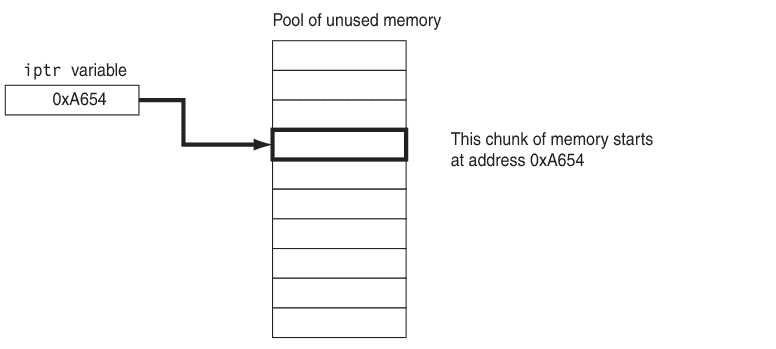 Pool of unused memory
iptr variable
0xA654
This chunk of memory starts
at address 0xA654